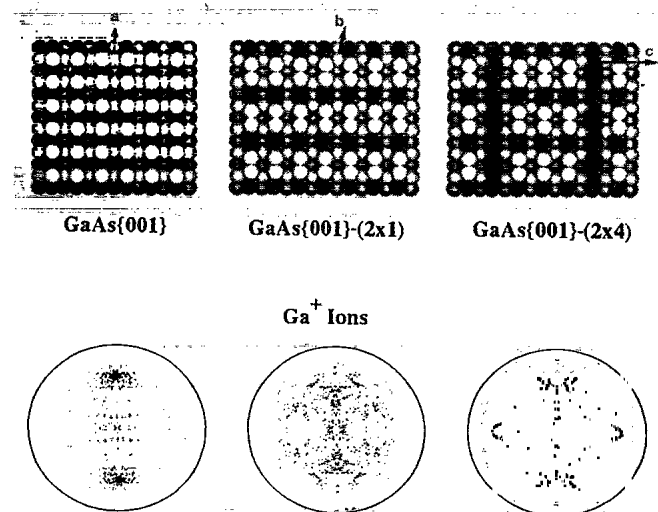 a
b
c
GaAs{001}
GaAs{001}-(2x1)
GaAs{001}-(2x4)
Ga+ Ions